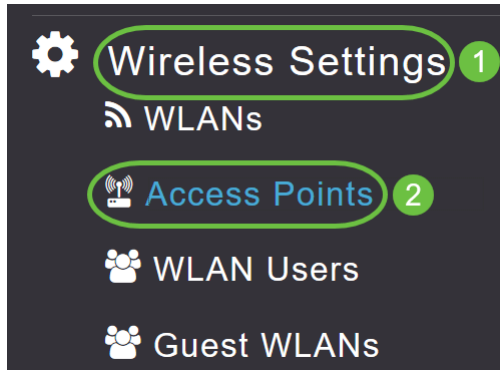 Wireless Settings 1
WLANs
Access Points 2
WLAN Users
Guest WLANs